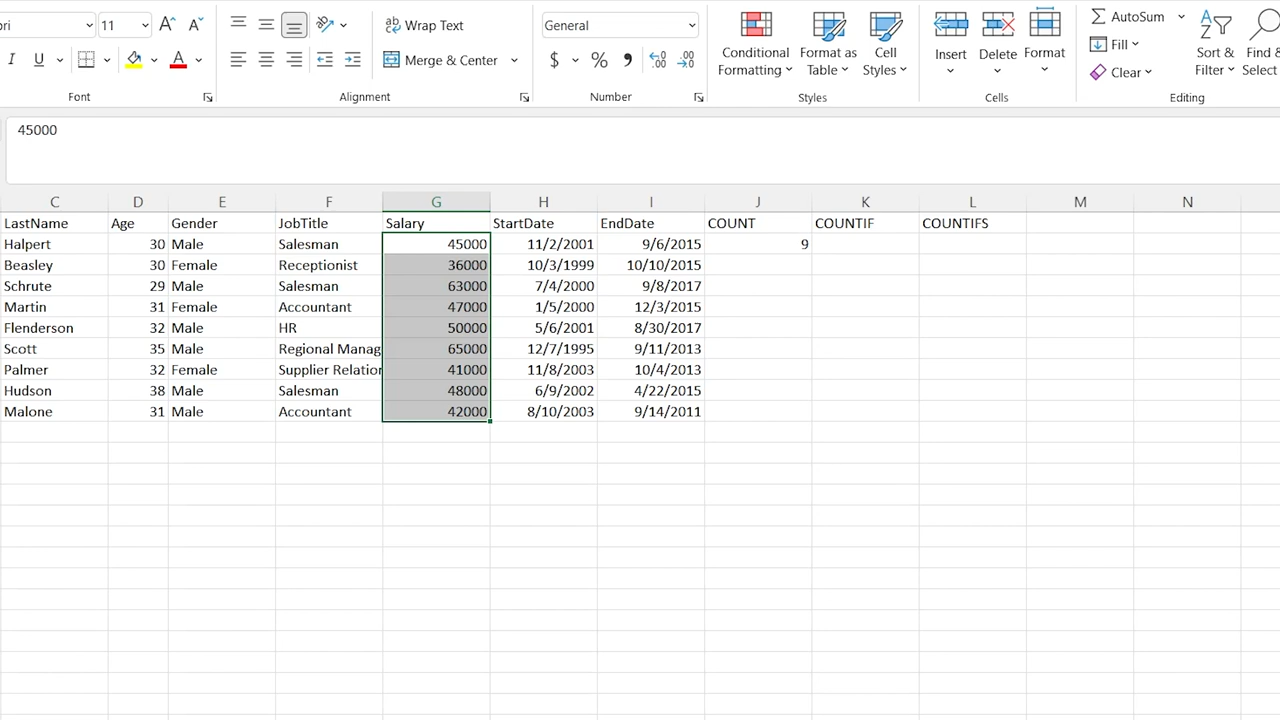 ri 11 A A
ab Wrap Text
General
Conditional Formatting
Format as Table
Cell Styles
Insert
Delete
Format
AutoSum
Fill
Clear
Sort & Filter
Find & Select
I U A
Merge & Center
$ % 9 .00
Font
Alignment
Number
Styles
Cells
Editing
45000
C D E F G H I J K L M N
LastName Age Gender JobTitle Salary StartDate EndDate COUNT COUNTIF COUNTIFS
Halpert 30 Male Salesman 45000 11/2/2001 9/6/2015 9
Beasley 30 Female Receptionist 36000 10/3/1999 10/10/2015
Schrute 29 Male Salesman 63000 7/4/2000 9/8/2017
Martin 31 Female Accountant 47000 1/5/2000 12/3/2015
Flenderson 32 Male HR 50000 5/6/2001 8/30/2017
Scott 35 Male Regional Manag 65000 12/7/1995 9/11/2013
Palmer 32 Female Supplier Relation 41000 11/8/2003 10/4/2013
Hudson 38 Male Salesman 48000 6/9/2002 4/22/2015
Malone 31 Male Accountant 42000 8/10/2003 9/14/2011